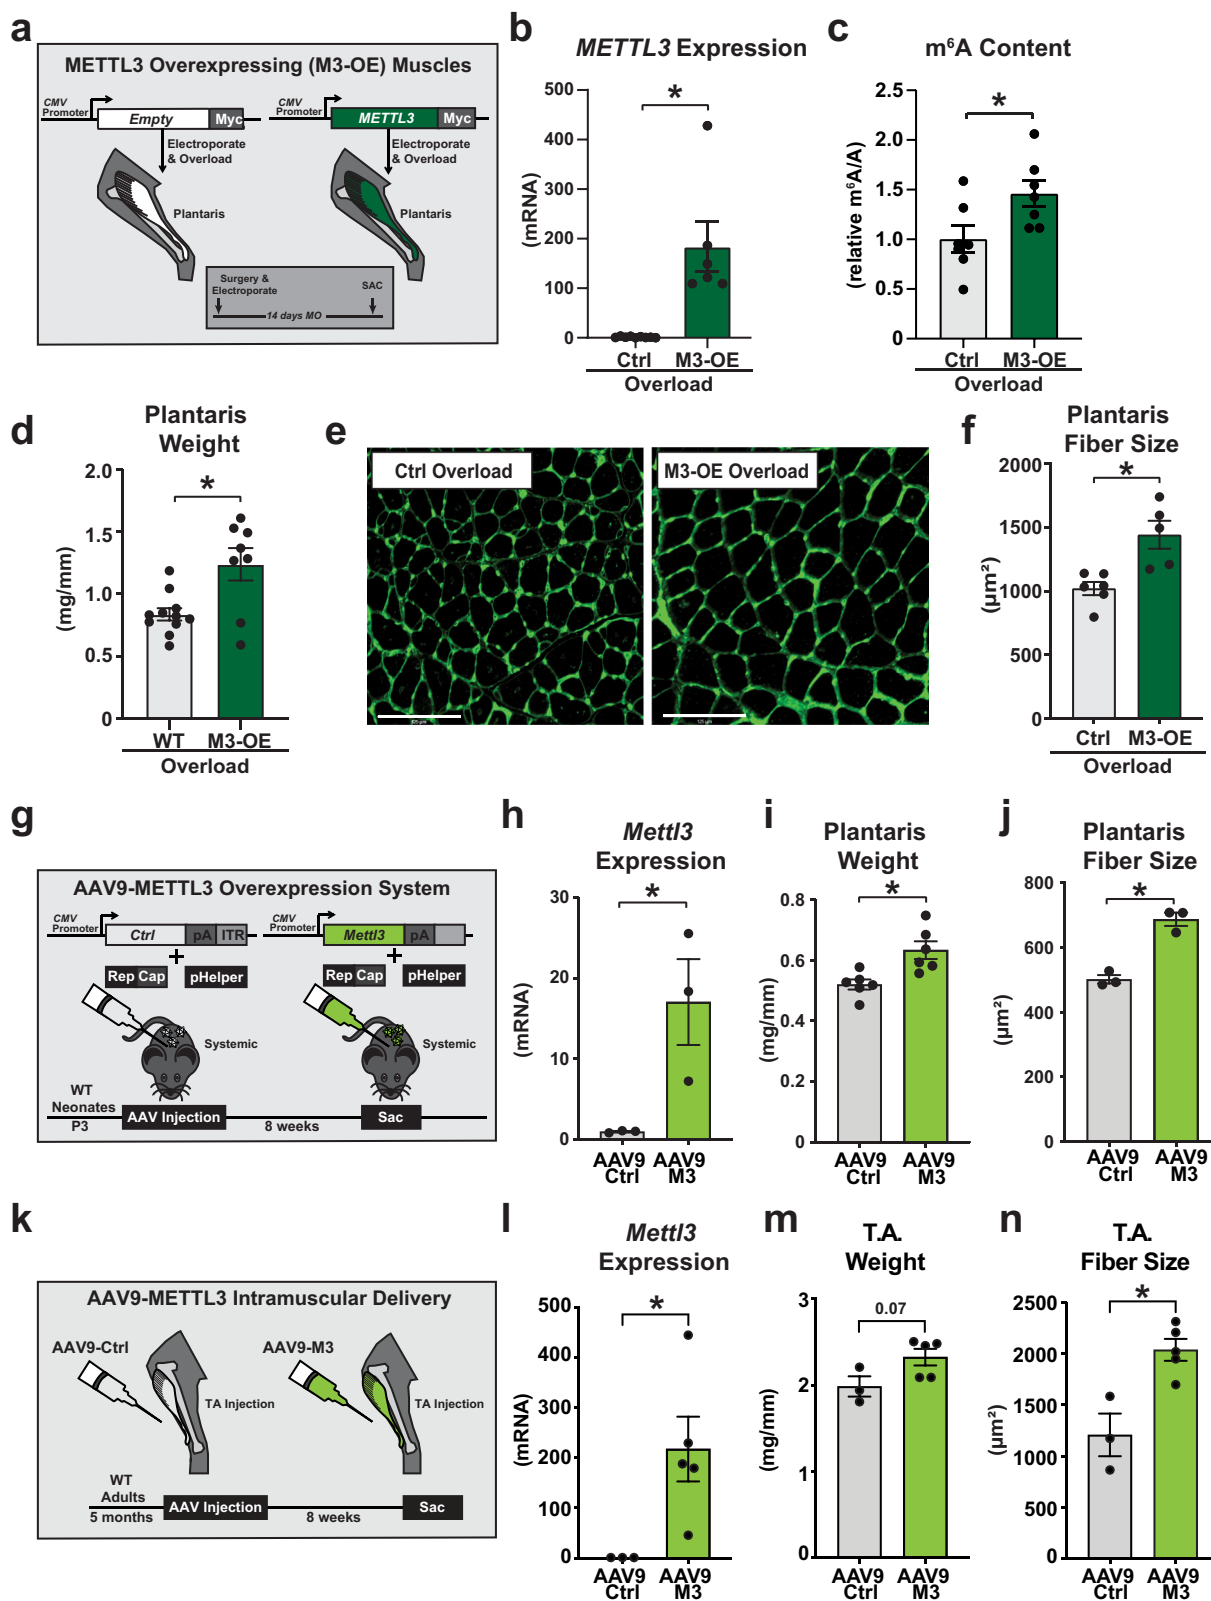 a
METTL3 Overexpressing (M3-OE) Muscles
CMV
Promoter
Empty
Myc
CMV
Promoter
METTL3
Myc
Electroporate
& Overload
Electroporate
& Overload
Plantaris
Plantaris
Surgery &
Electroporate
SAC
14 days MO
b
METTL3 Expression
(mRNA)
500
400
300
200
100
0
*
Ctrl M3-OE
Overload
c
m⁶A Content
(relative m⁶A/A)
2.5
2.0
1.5
1.0
0.5
0
*
Ctrl M3-OE
Overload
d
Plantaris
Weight
(mg/mm)
2.0
1.5
1.0
0.5
0
*
WT M3-OE
Overload
e
Ctrl Overload
M3-OE Overload
125 µm
f
Plantaris
Fiber Size
(µm²)
2000
1500
1000
500
0
*
Ctrl M3-OE
Overload
g
AAV9-METTL3 Overexpression System
CMV
Promoter
Ctrl
pA
ITR
CMV
Promoter
Mettl3
pA
+
+
Rep Cap
pHelper
Rep Cap
pHelper
Systemic
Systemic
WT
Neonates
P3
AAV Injection
8 weeks
Sac
h
Mettl3
Expression
(mRNA)
30
20
10
0
*
AAV9 AAV9
Ctrl M3
i
Plantaris
Weight
(mg/mm)
0.8
0.6
0.4
0.2
0
*
AAV9 AAV9
Ctrl M3
j
Plantaris
Fiber Size
(µm²)
800
600
400
200
0
*
AAV9 AAV9
Ctrl M3
k
AAV9-METTL3 Intramuscular Delivery
AAV9-Ctrl
AAV9-M3
TA Injection
TA Injection
WT
Adults
5 months
AAV Injection
8 weeks
Sac
l
Mettl3
Expression
(mRNA)
500
400
300
200
100
0
*
AAV9 AAV9
Ctrl M3
m
T.A.
Weight
(mg/mm)
3
2
1
0
0.07
AAV9 AAV9
Ctrl M3
n
T.A.
Fiber Size
(µm²)
2500
2000
1500
1000
500
0
*
AAV9 AAV9
Ctrl M3